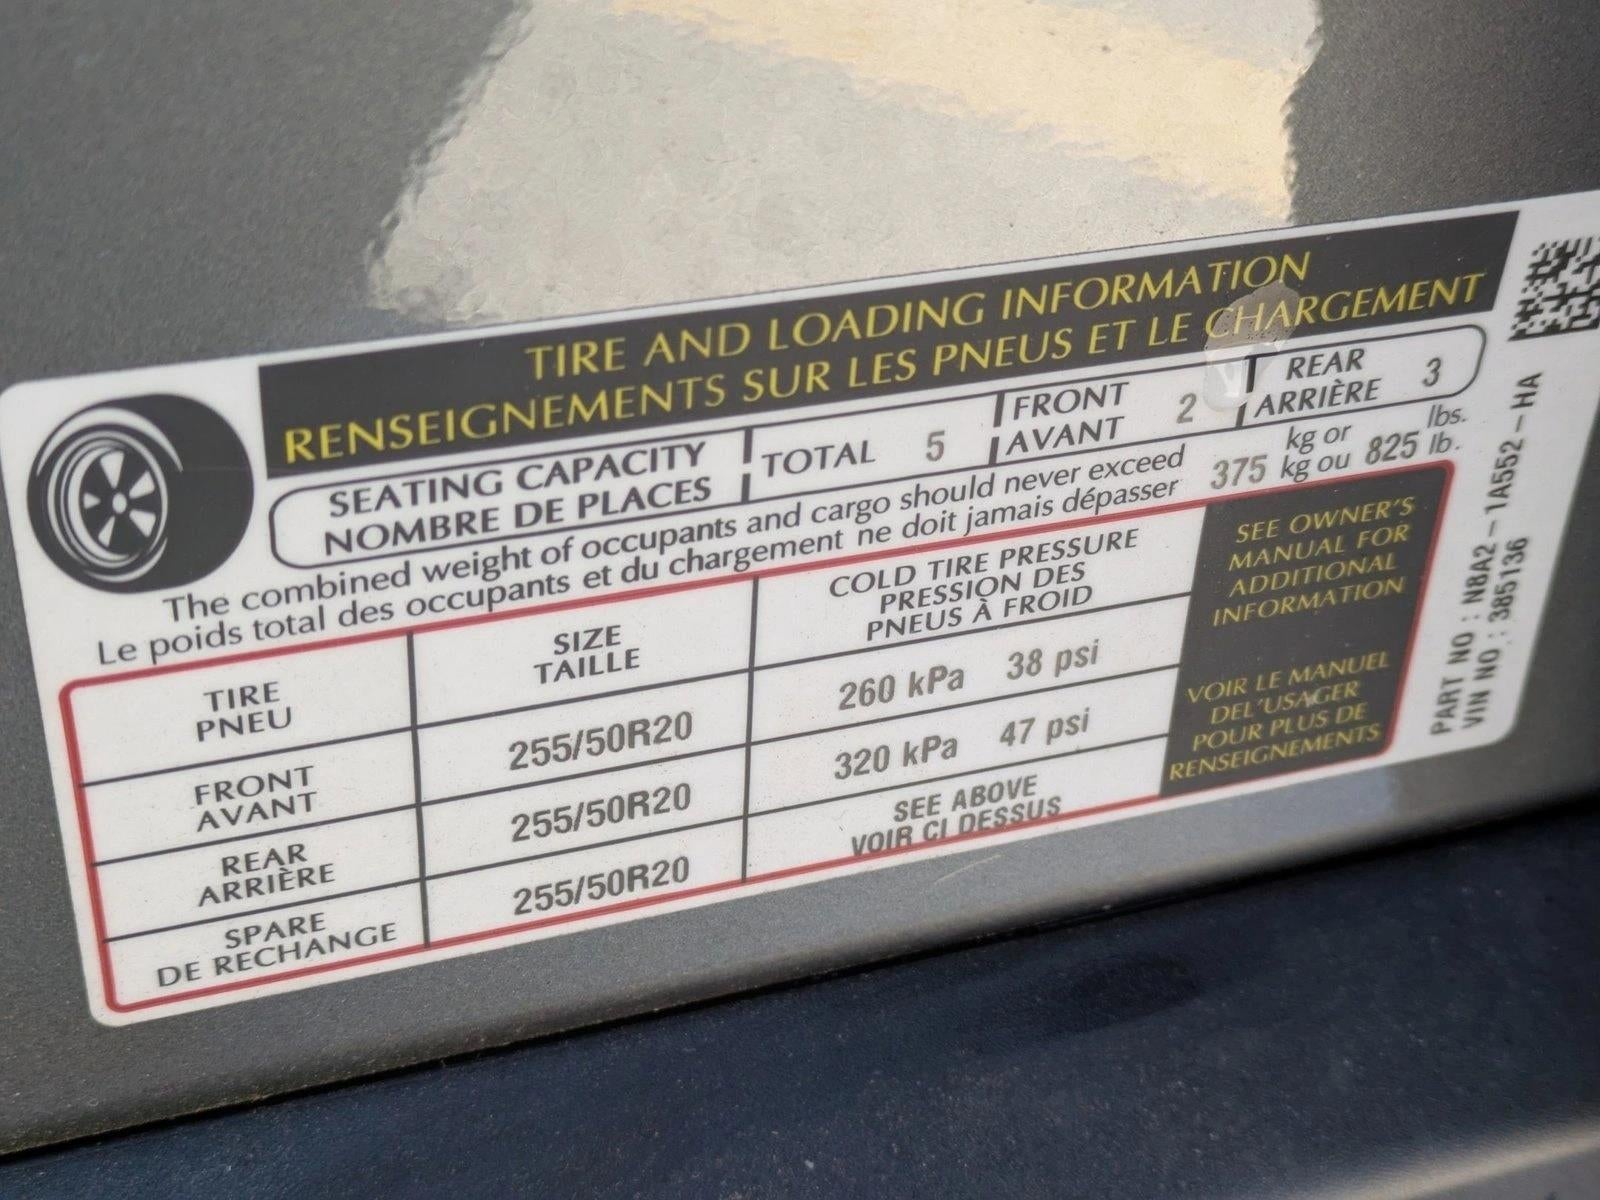 TIRE AND LOADING INFORMATION
RENSEIGNEMENTS SUR LES PNEUS ET LE CHARGEMENT
SEATING CAPACITY
NOMBRE DE PLACES
TOTAL 5
FRONT
AVANT
2
REAR
ARRIÈRE
3
The combined weight of occupants and cargo should never exceed
Le poids total des occupants et du chargement ne doit jamais dépasser
375
kg or
kg ou
825
lbs.
lb.
TIRE
PNEU
SIZE
TAILLE
COLD TIRE PRESSURE
PRESSION DES
PNEUS À FROID
FRONT
AVANT
255/50R20
260 kPa 38 psi
REAR
ARRIÈRE
255/50R20
320 kPa 47 psi
SPARE
DE RECHANGE
255/50R20
SEE ABOVE
VOIR CI DESSUS
SEE OWNER'S
MANUAL FOR
ADDITIONAL
INFORMATION
VOIR LE MANUEL
DEL'USAGER
POUR PLUS DE
RENSEIGNEMENTS
PART NO : N8A2-1A552-HA
VIN NO : 385136